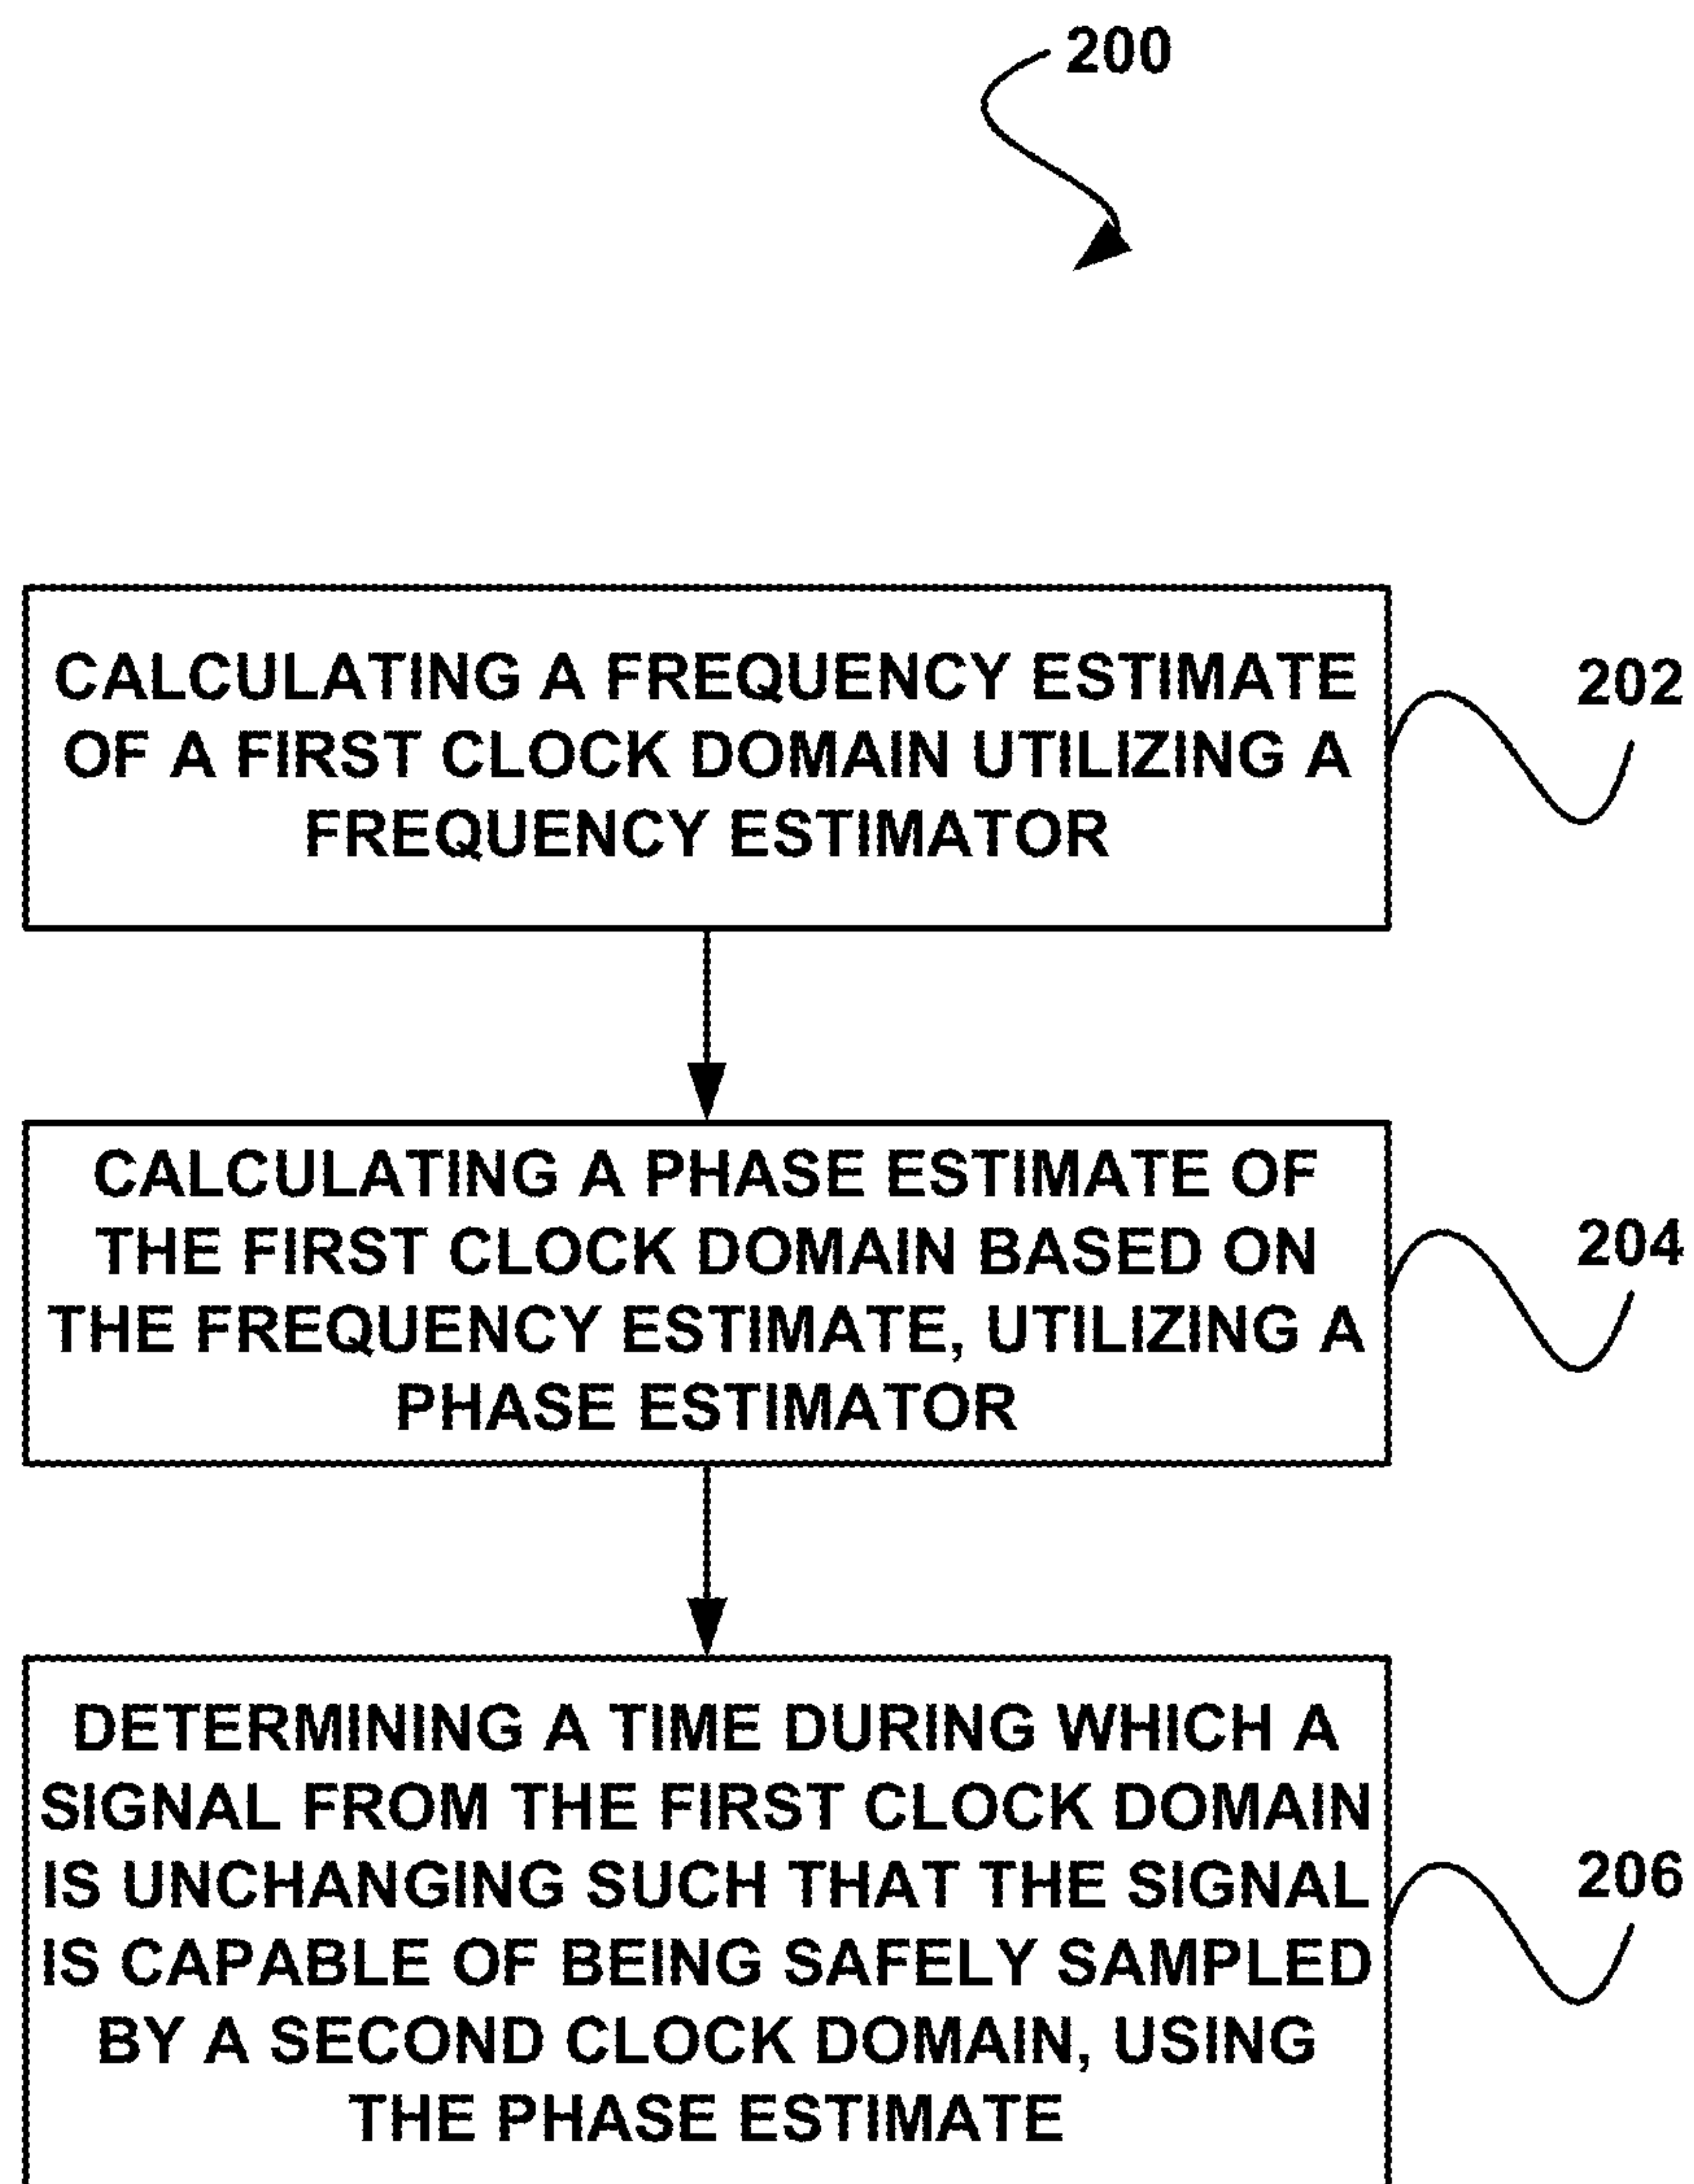 200
CALCULATING A FREQUENCY ESTIMATE
OF A FIRST CLOCK DOMAIN UTILIZING A
FREQUENCY ESTIMATOR
202
CALCULATING A PHASE ESTIMATE OF
THE FIRST CLOCK DOMAIN BASED ON
THE FREQUENCY ESTIMATE, UTILIZING A
PHASE ESTIMATOR
204
DETERMINING A TIME DURING WHICH A
SIGNAL FROM THE FIRST CLOCK DOMAIN
IS UNCHANGING SUCH THAT THE SIGNAL
IS CAPABLE OF BEING SAFELY SAMPLED
BY A SECOND CLOCK DOMAIN, USING
THE PHASE ESTIMATE
206